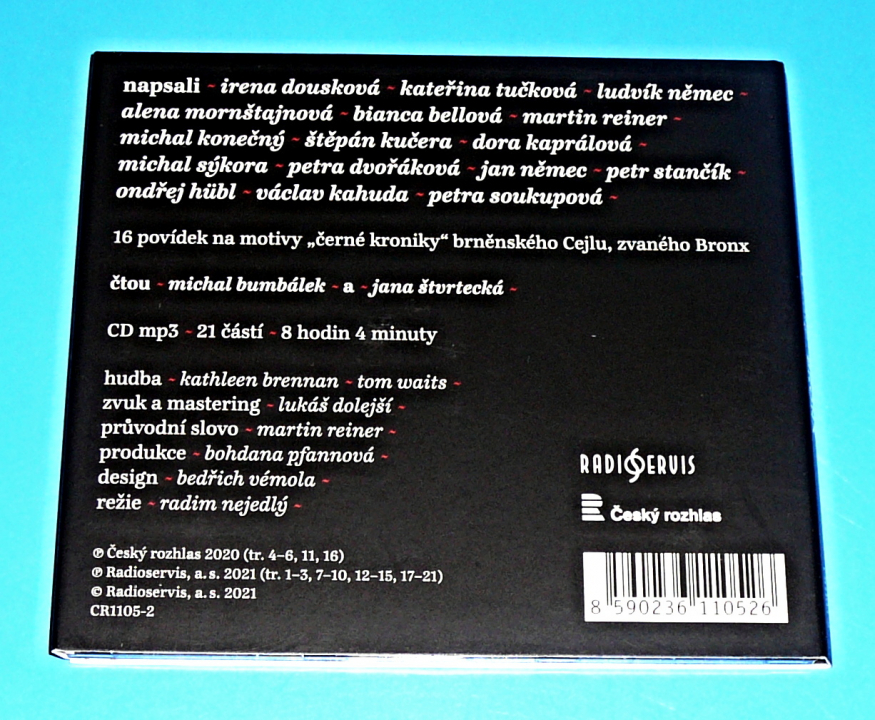 napsali ~ irena dousková ~ kateřina tučková ~ ludvík němec ~
alena mornštajnová ~ bianca bellová ~ martin reiner ~
michal konečný ~ štěpán kučera ~ dora kaprálová ~
michal sýkora ~ petra dvořáková ~ jan němec ~ petr stančík ~
ondřej hübl ~ václav kahuda ~ petra soukupová ~
16 povídek na motivy „černé kroniky“ brněnského Cejlu, zvaného Bronx
čtou ~ michal bumbálek ~ a ~ jana štvrtecká ~
CD mp3 ~ 21 částí ~ 8 hodin 4 minuty
hudba ~ kathleen brennan ~ tom waits ~
zvuk a mastering ~ lukáš dolejší ~
průvodní slovo ~ martin reiner ~
produkce ~ bohdana pfannová ~
design ~ bedřich vémola ~
režie ~ radim nejedlý ~
RADIOSERVIS
Český rozhlas
℗ Český rozhlas 2020 (tr. 4–6, 11, 16)
℗ Radioservis, a. s. 2021 (tr. 1–3, 7–10, 12–15, 17–21)
© Radioservis, a. s. 2021
CR1105-2
8 590236 110526